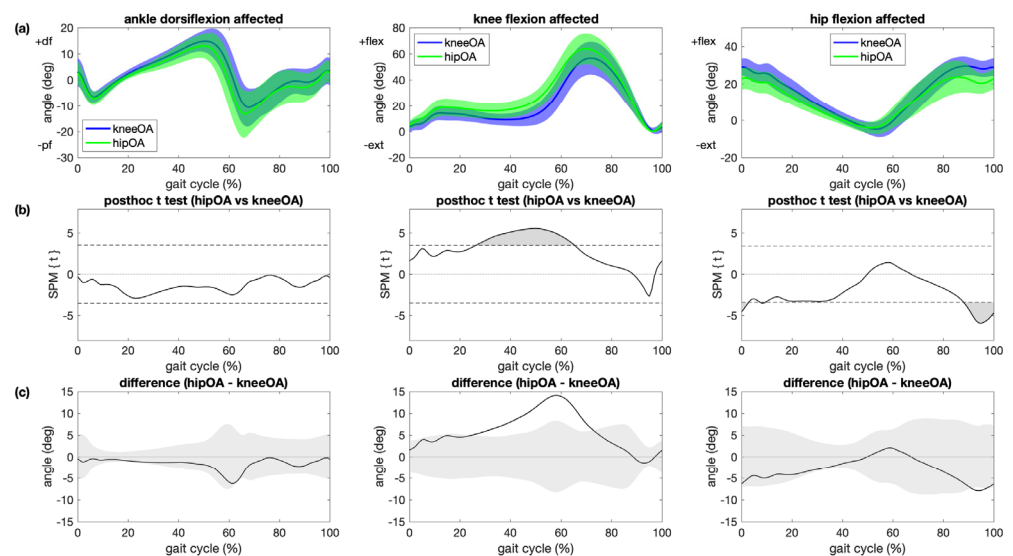 (a)
ankle dorsiflexion affected
+df
-pf
angle (deg)
20
10
0
-10
-20
-30
kneeOA
hipOA
0 20 40 60 80 100
gait cycle (%)
knee flexion affected
+flex
-ext
angle (deg)
80
60
40
20
0
-20
kneeOA
hipOA
0 20 40 60 80 100
gait cycle (%)
hip flexion affected
+flex
-ext
angle (deg)
40
20
0
-20
kneeOA
hipOA
0 20 40 60 80 100
gait cycle (%)
(b)
posthoc t test (hipOA vs kneeOA)
SPM { t }
5
0
-5
0 20 40 60 80 100
gait cycle (%)
posthoc t test (hipOA vs kneeOA)
SPM { t }
5
0
-5
0 20 40 60 80 100
gait cycle (%)
posthoc t test (hipOA vs kneeOA)
SPM { t }
5
0
-5
0 20 40 60 80 100
gait cycle (%)
(c)
difference (hipOA - kneeOA)
angle (deg)
15
10
5
0
-5
-10
-15
0 20 40 60 80 100
gait cycle (%)
difference (hipOA - kneeOA)
angle (deg)
15
10
5
0
-5
-10
-15
0 20 40 60 80 100
gait cycle (%)
difference (hipOA - kneeOA)
angle (deg)
15
10
5
0
-5
-10
-15
0 20 40 60 80 100
gait cycle (%)